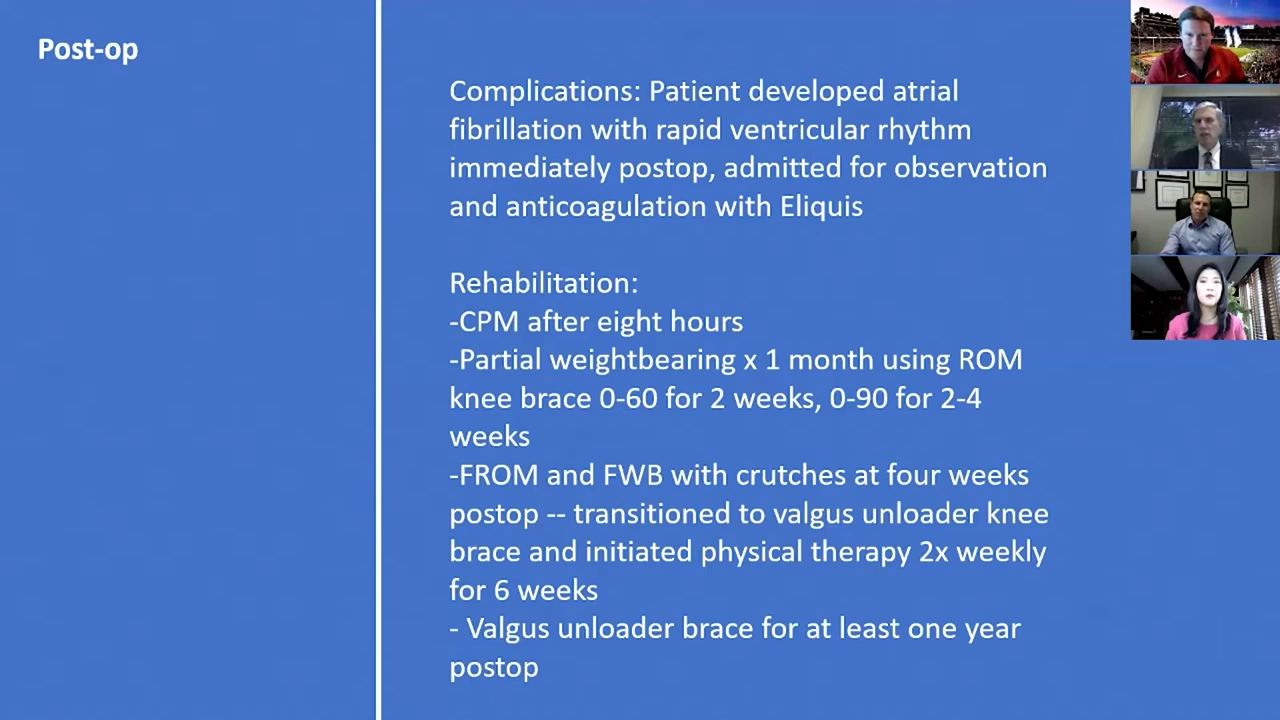 Post-op
Complications: Patient developed atrial
fibrillation with rapid ventricular rhythm
immediately postop, admitted for observation
and anticoagulation with Eliquis
Rehabilitation:
-CPM after eight hours
-Partial weightbearing x 1 month using ROM
knee brace 0-60 for 2 weeks, 0-90 for 2-4
weeks
-FROM and FWB with crutches at four weeks
postop -- transitioned to valgus unloader knee
brace and initiated physical therapy 2x weekly
for 6 weeks
- Valgus unloader brace for at least one year
postop